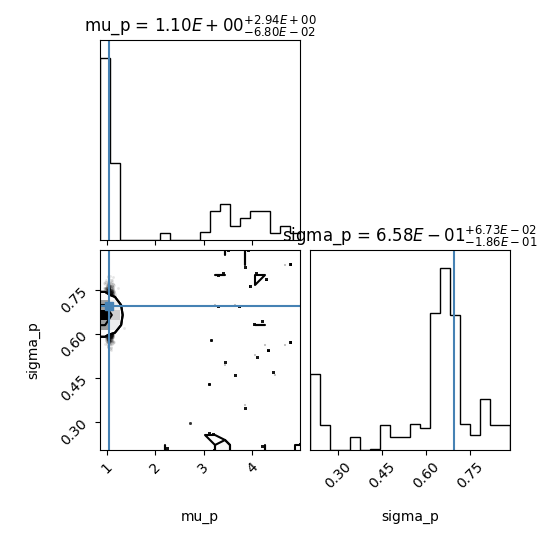 mu_p = 1.10E + 00 +2.94E + 00 −6.80E − 02
sigma_p = 6.58E − 01 +6.73E − 02 −1.86E − 01
0.75
0.60
0.45
0.30
sigma_p
1 2 3 4
mu_p
0.30 0.45 0.60 0.75
sigma_p